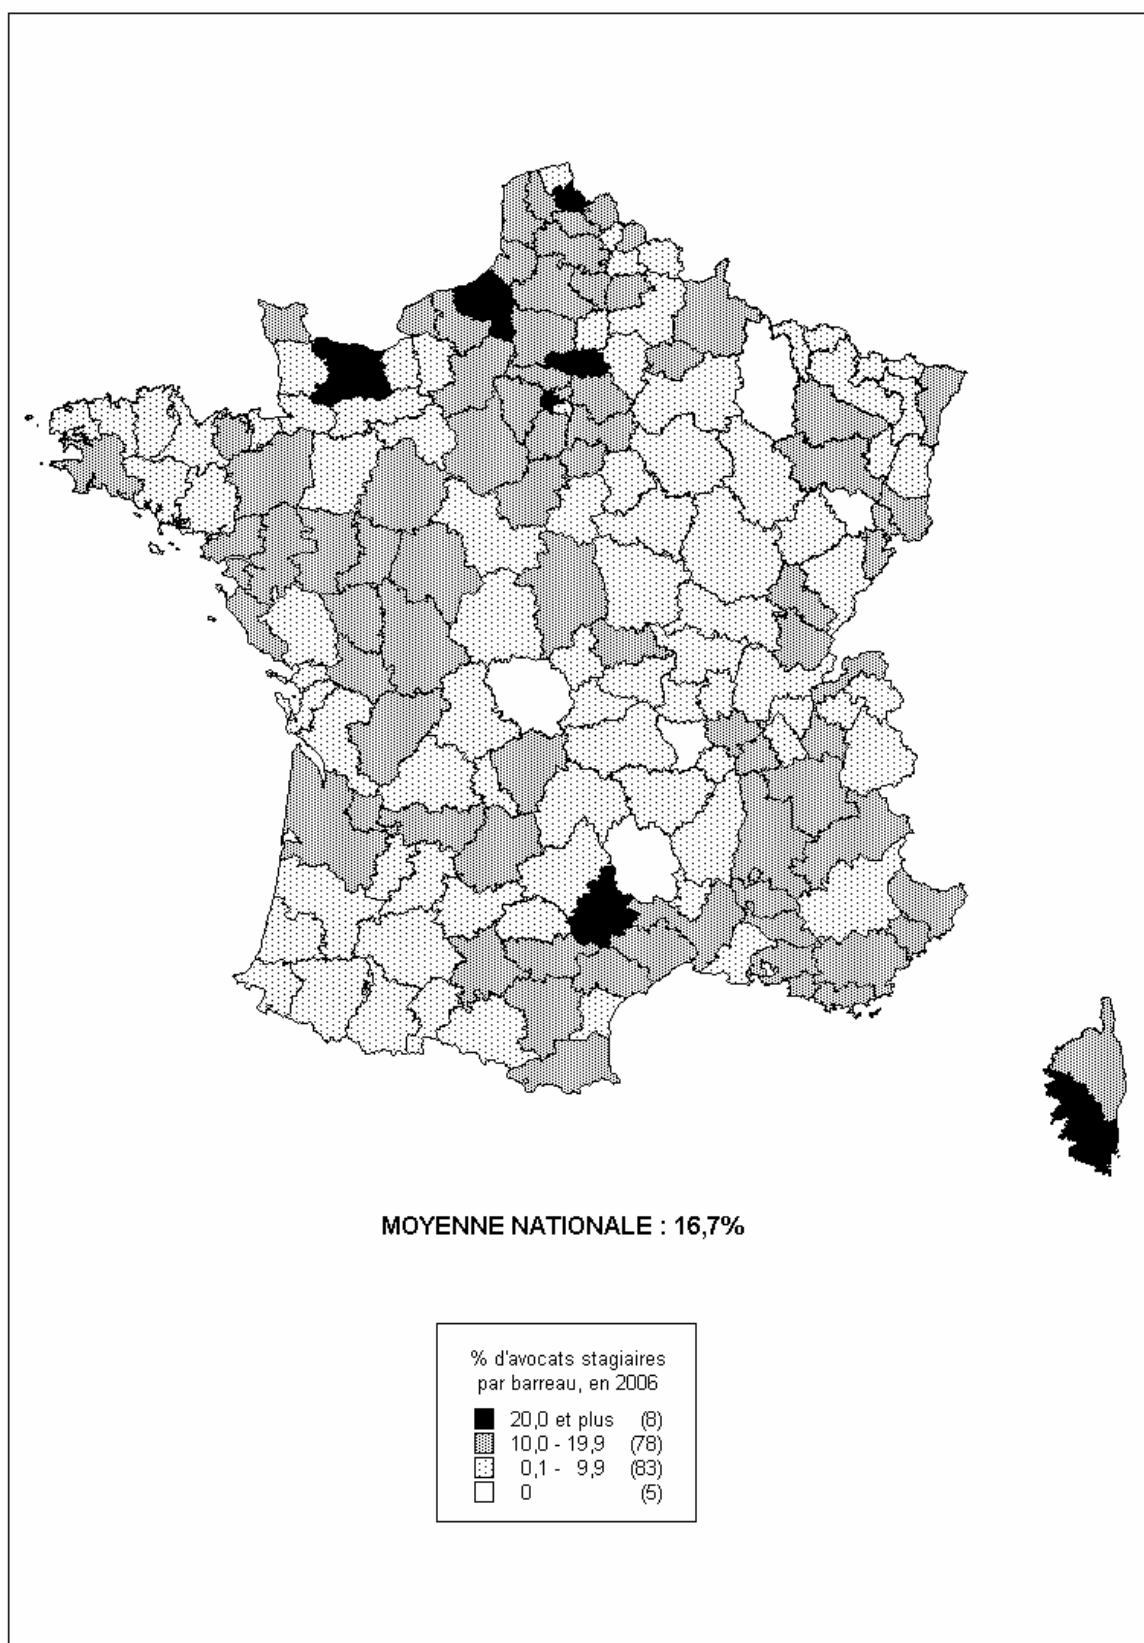 MOYENNE NATIONALE : 16,7%
% d'avocats stagiaires
par barreau, en 2006
20,0 et plus (8)
10,0 - 19,9 (78)
0,1 - 9,9 (83)
0 (5)